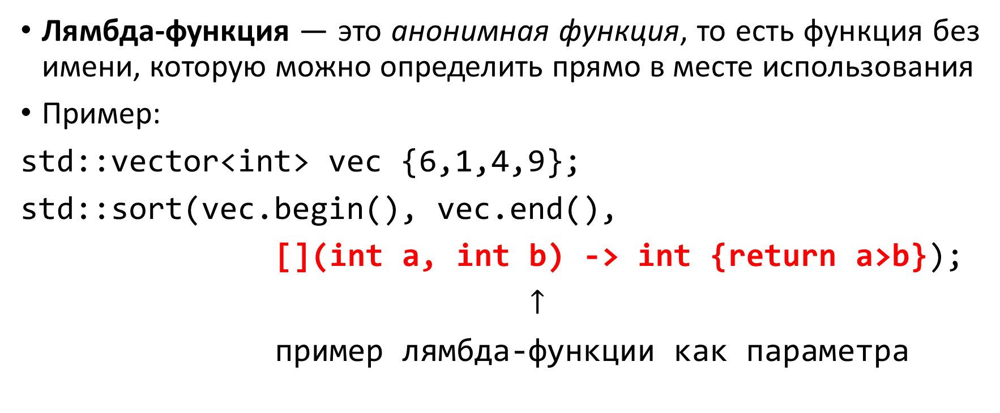 • Лямбда-функция — это анонимная функция, то есть функция без
имени, которую можно определить прямо в месте использования
• Пример:
std::vector<int> vec {6,1,4,9};
std::sort(vec.begin(), vec.end(),
[](int a, int b) -> int {return a>b});
↑
пример лямбда-функции как параметра